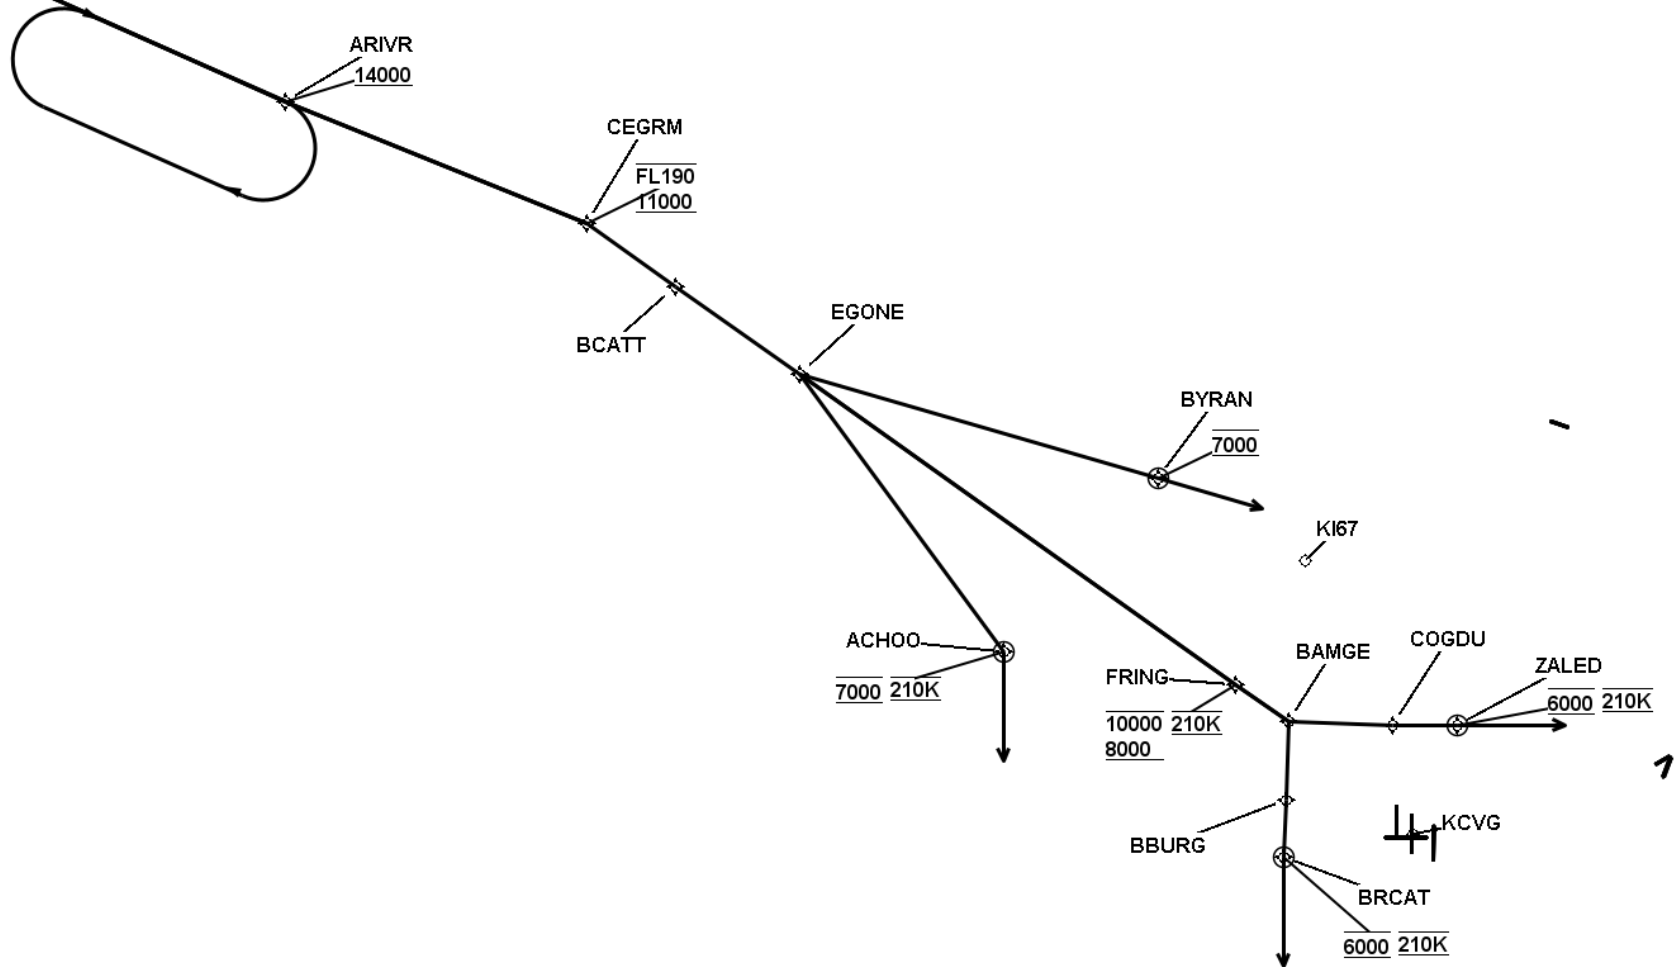 ARIVR
14000
CEGRM
FL190
11000
BCATT
EGONE
BYRAN
7000
KI67
ACHOO
7000 210K
FRING
10000 210K
8000
BAMGE
COGDU
ZALED
6000 210K
BBURG
KCVG
BRCAT
6000 210K